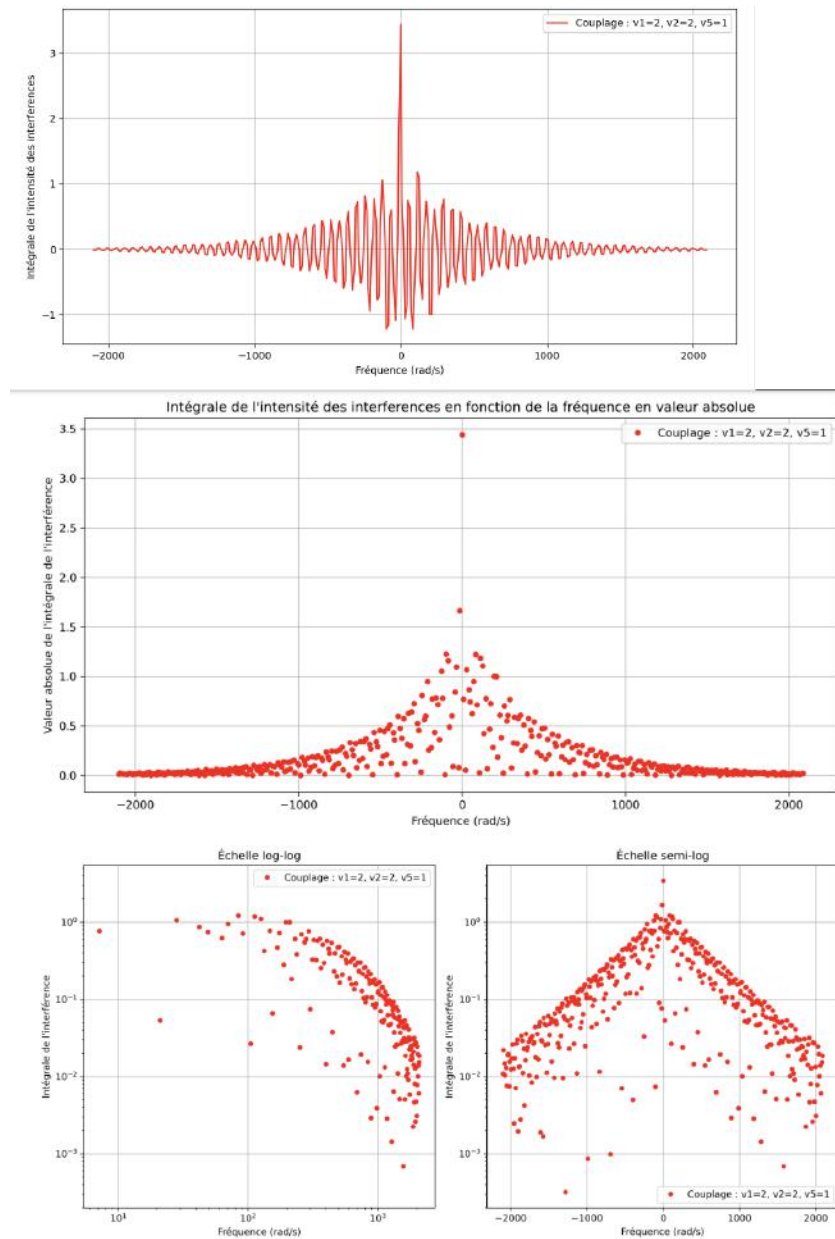 Couplage : v1=2, v2=2, v5=1
3
2
1
0
−1
Intégrale de l'intensité des interférences
−2000 −1000 0 1000 2000
Fréquence (rad/s)
Intégrale de l'intensité des interferences en fonction de la fréquence en valeur absolue
Couplage : v1=2, v2=2, v5=1
3.5
3.0
2.5
2.0
1.5
1.0
0.5
0.0
Valeur absolue de l'intégrale de l'interférence
−2000 −1000 0 1000 2000
Fréquence (rad/s)
Échelle log-log
Couplage : v1=2, v2=2, v5=1
10⁰
10⁻¹
10⁻²
10⁻³
Intégrale de l'interférence
10¹ 10² 10³
Fréquence (rad/s)
Échelle semi-log
10⁰
10⁻¹
10⁻²
10⁻³
Intégrale de l'interférence
Couplage : v1=2, v2=2, v5=1
−2000 −1000 0 1000 2000
Fréquence (rad/s)